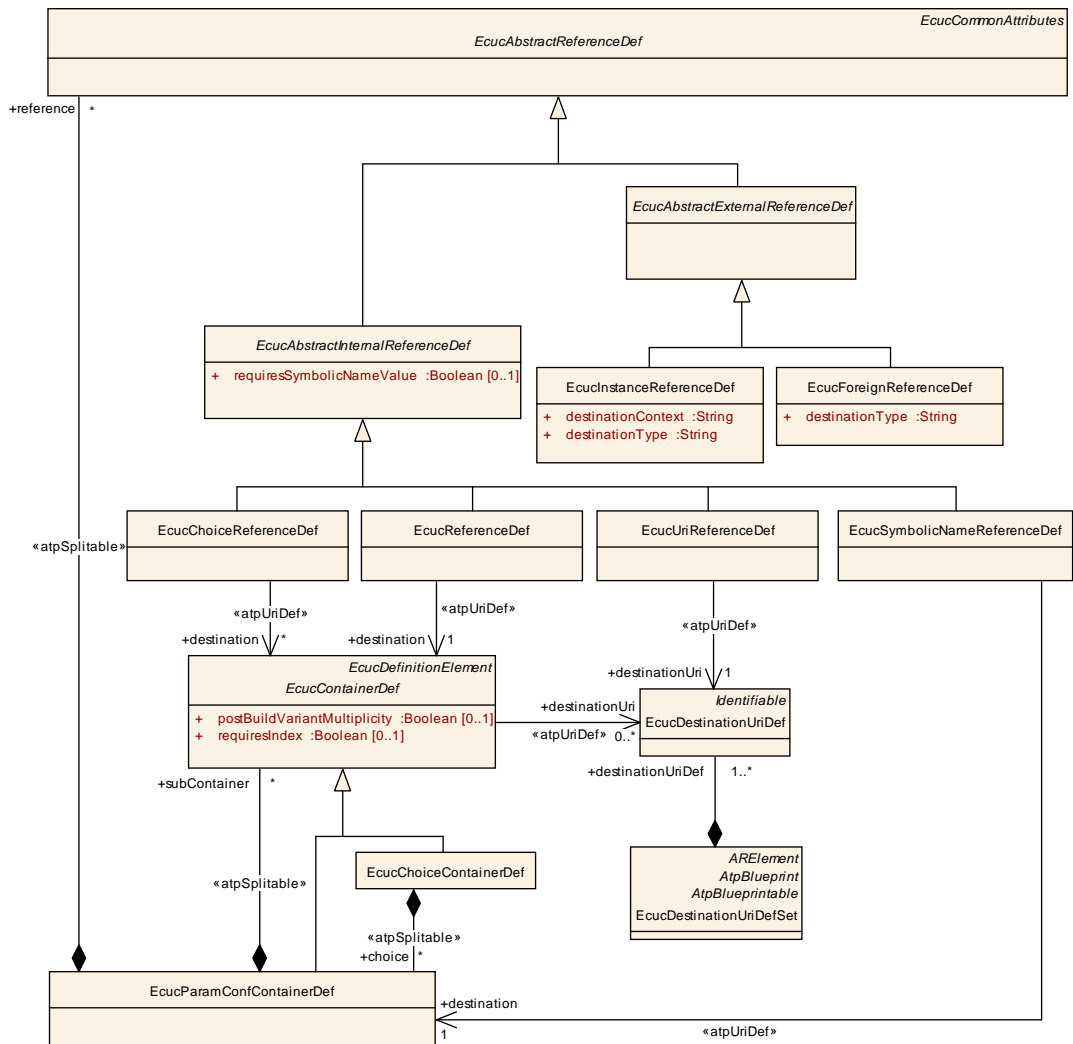 EcucCommonAttributes
EcucAbstractReferenceDef
+reference *
EcucAbstractExternalReferenceDef
EcucAbstractInternalReferenceDef
+ requiresSymbolicNameValue :Boolean [0..1]
EcucInstanceReferenceDef
+ destinationContext :String
+ destinationType :String
EcucForeignReferenceDef
+ destinationType :String
EcucChoiceReferenceDef
EcucReferenceDef
EcucUriReferenceDef
EcucSymbolicNameReferenceDef
«atpSplitable»
«atpUriDef»
+destination *
«atpUriDef»
+destination 1
«atpUriDef»
+destinationUri 1
EcucDefinitionElement
EcucContainerDef
+ postBuildVariantMultiplicity :Boolean [0..1]
+ requiresIndex :Boolean [0..1]
+destinationUri
«atpUriDef» 0..*
Identifiable
EcucDestinationUriDef
+destinationUriDef 1..*
+subContainer *
«atpSplitable»
EcucChoiceContainerDef
«atpSplitable»
+choice *
ARElement
AtpBlueprint
AtpBlueprintable
EcucDestinationUriDefSet
EcucParamConfContainerDef
+destination
1
«atpUriDef»